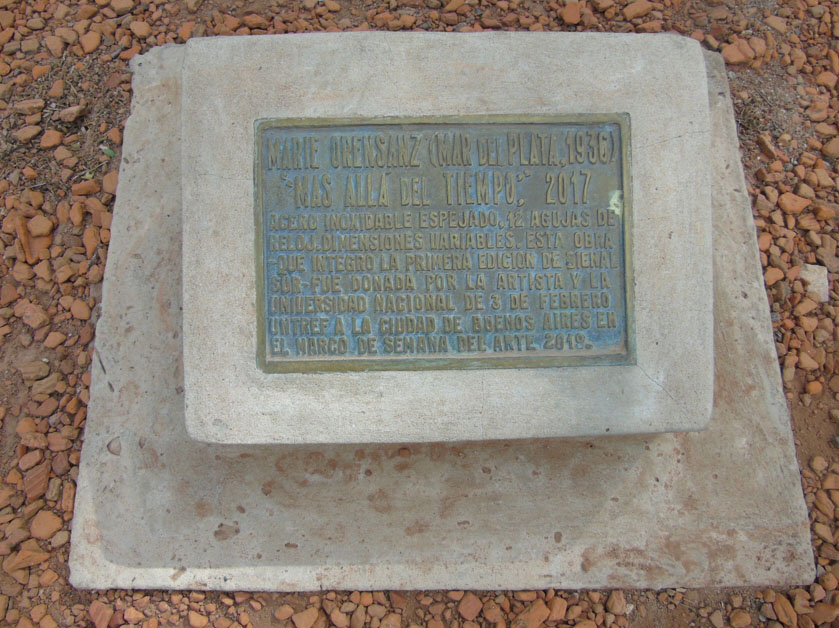 MARIE ORENSANZ (MAR DEL PLATA, 1936)
"MAS ALLÁ DEL TIEMPO", 2017
ACERO INOXIDABLE ESPEJADO, 12 AGUJAS DE
RELOJ, DIMENSIONES VARIABLES. ESTA OBRA
-QUE INTEGRO LA PRIMERA EDICION DE BIENAL
SUR- FUE DONADA POR LA ARTISTA Y LA
UNIVERSIDAD NACIONAL DE 3 DE FEBRERO
UNTREF A LA CIUDAD DE BUENOS AIRES EN
EL MARCO DE SEMANA DEL ARTE 2019.